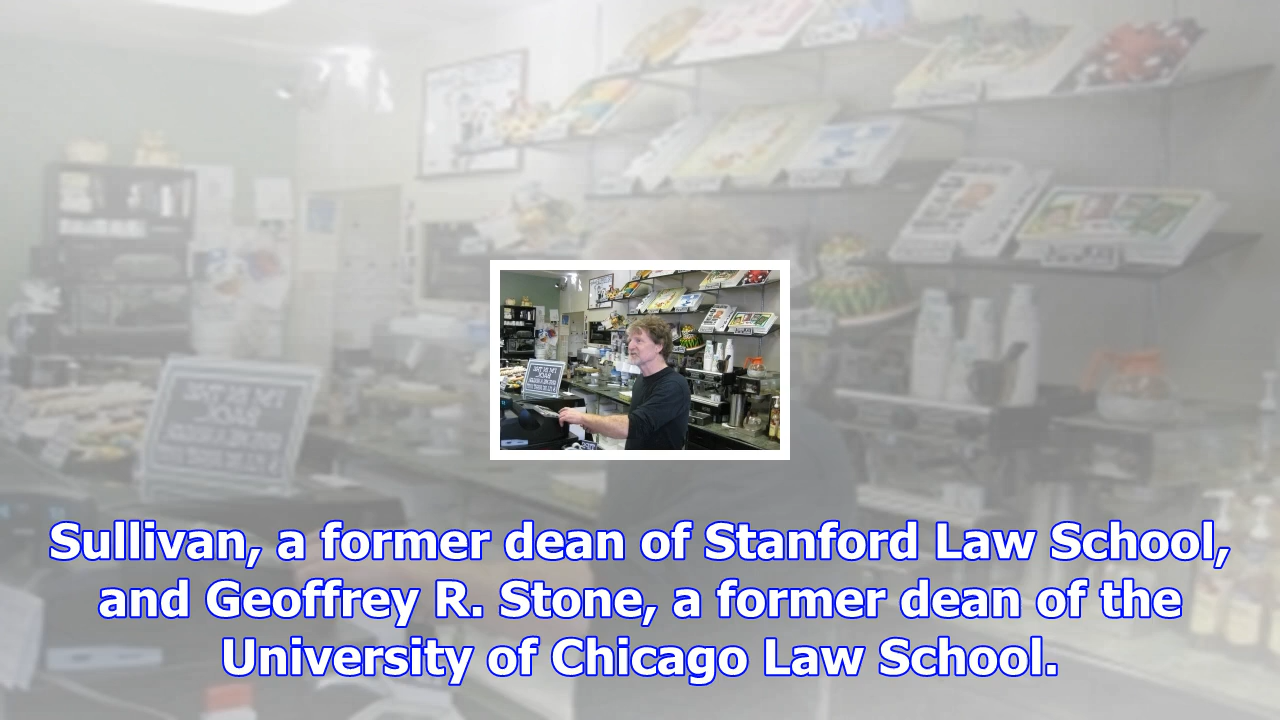 Sullivan, a former dean of Stanford Law School,
and Geoffrey R. Stone, a former dean of the
University of Chicago Law School.